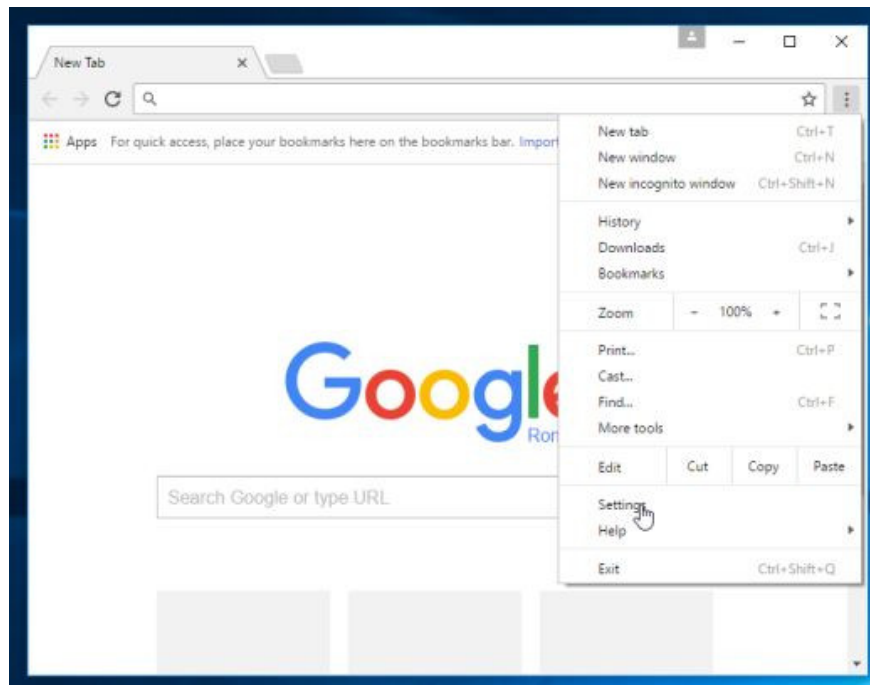 New Tab
Apps For quick access, place your bookmarks here on the bookmarks bar. Import
New tab Ctrl+T
New window Ctrl+N
New incognito window Ctrl+Shift+N
History
Downloads Ctrl+J
Bookmarks
Zoom - 100% +
Print... Ctrl+P
Cast...
Find... Ctrl+F
More tools
Edit Cut Copy Paste
Settings
Help
Exit Ctrl+Shift+Q
Google
Search Google or type URL